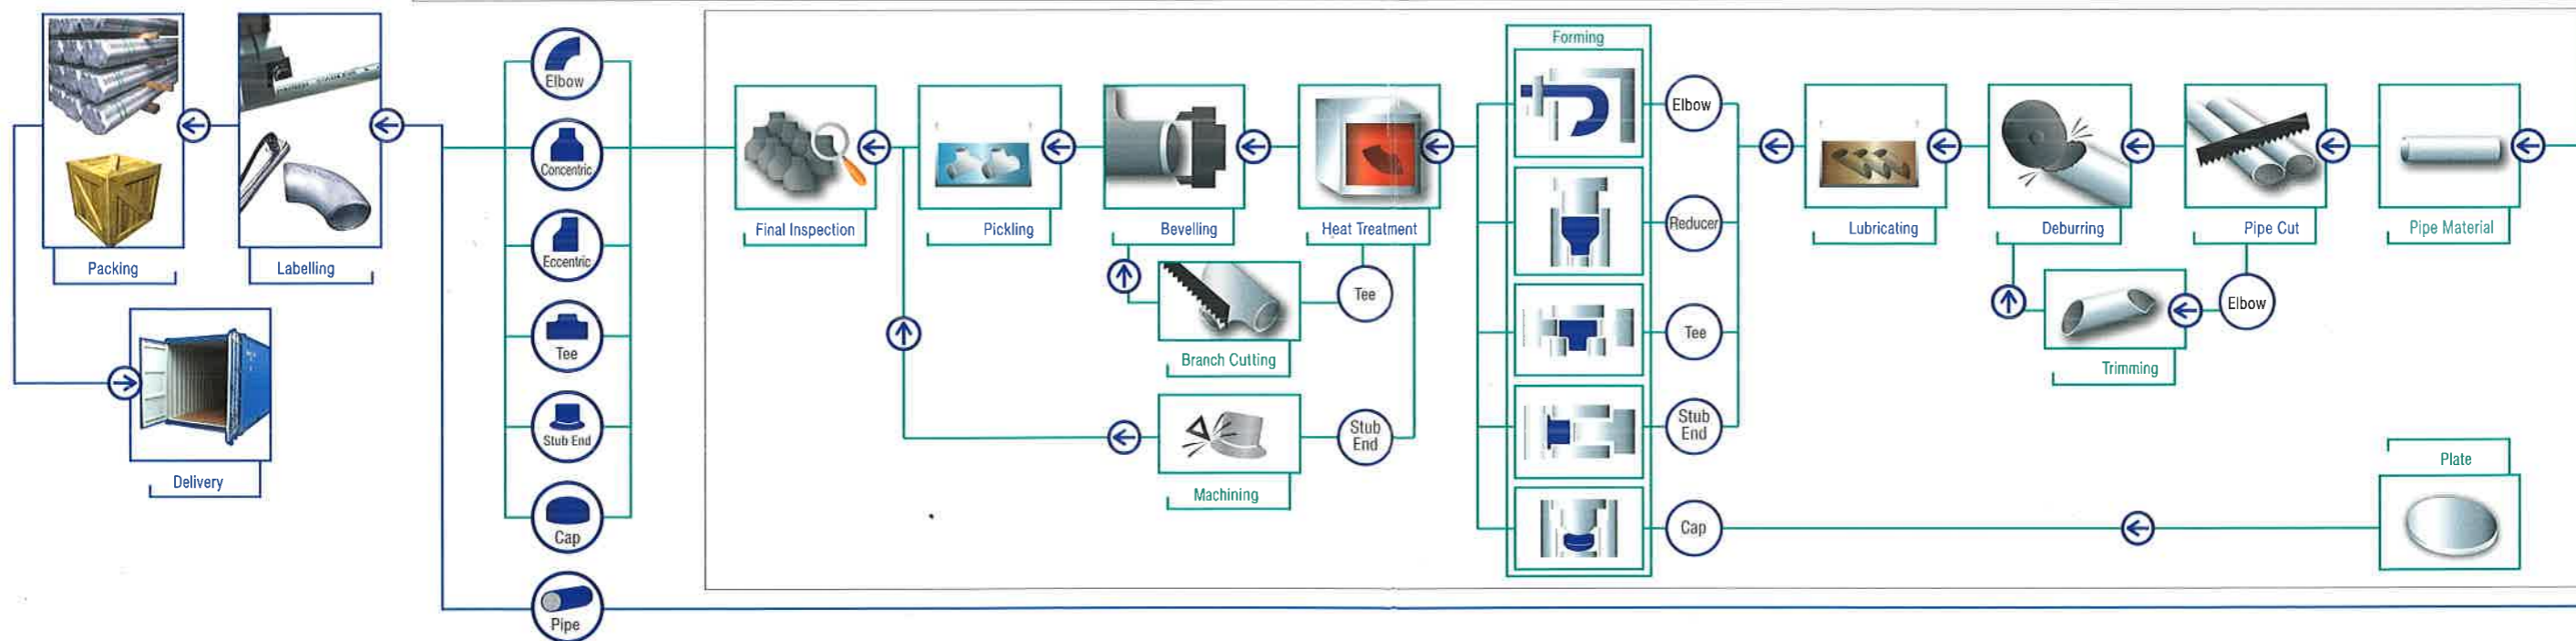 Packing
Labelling
Delivery
Elbow
Concentric
Eccentric
Tee
Stub End
Cap
Pipe
Final Inspection
Pickling
Bevelling
Heat Treatment
Branch Cutting
Tee
Machining
Stub
End
Forming
Elbow
Reducer
Tee
Stub
End
Cap
Lubricating
Deburring
Pipe Cut
Pipe Material
Trimming
Elbow
Plate